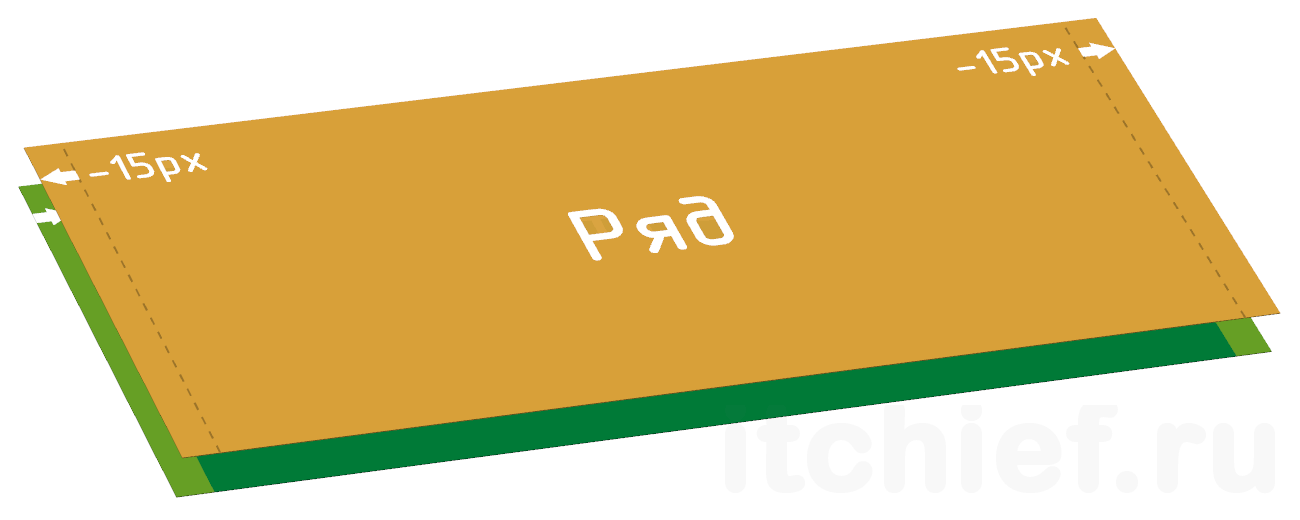 -15px
-15px
Ряд
itchief.ru